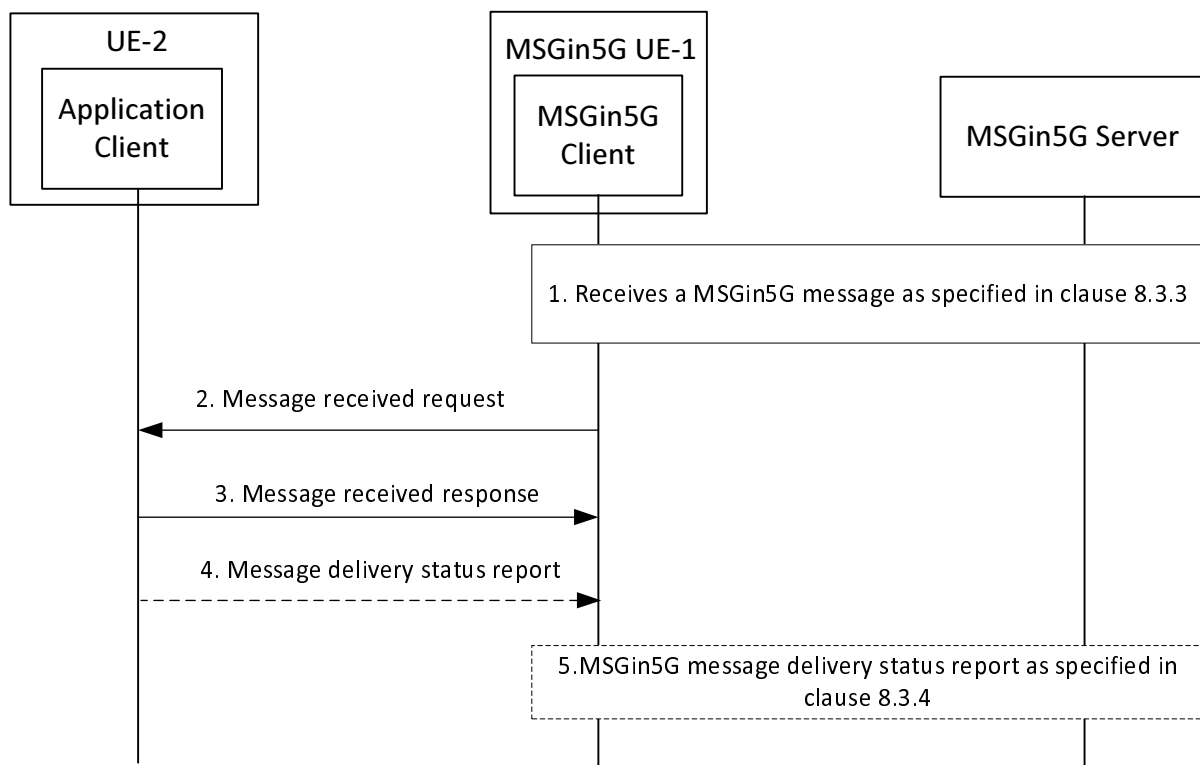 UE-2
Application
Client
MSGin5G UE-1
MSGin5G
Client
MSGin5G Server
1. Receives a MSGin5G message as specified in clause 8.3.3
2. Message received request
3. Message received response
4. Message delivery status report
5.MSGin5G message delivery status report as specified in
clause 8.3.4